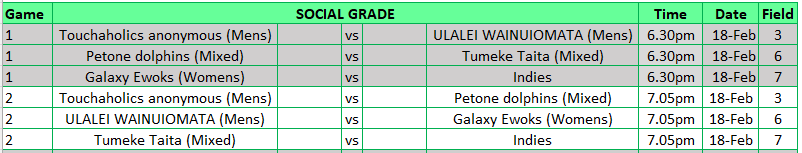 Game SOCIAL GRADE Time Date Field
1 Touchaholics anonymous (Mens) vs ULALEI WAINUIOMATA (Mens) 6.30pm 18-Feb 3
1 Petone dolphins (Mixed) vs Tumeke Taita (Mixed) 6.30pm 18-Feb 6
1 Galaxy Ewoks (Womens) vs Indies 6.30pm 18-Feb 7
2 Touchaholics anonymous (Mens) vs Petone dolphins (Mixed) 7.05pm 18-Feb 3
2 ULALEI WAINUIOMATA (Mens) vs Galaxy Ewoks (Womens) 7.05pm 18-Feb 6
2 Tumeke Taita (Mixed) vs Indies 7.05pm 18-Feb 7